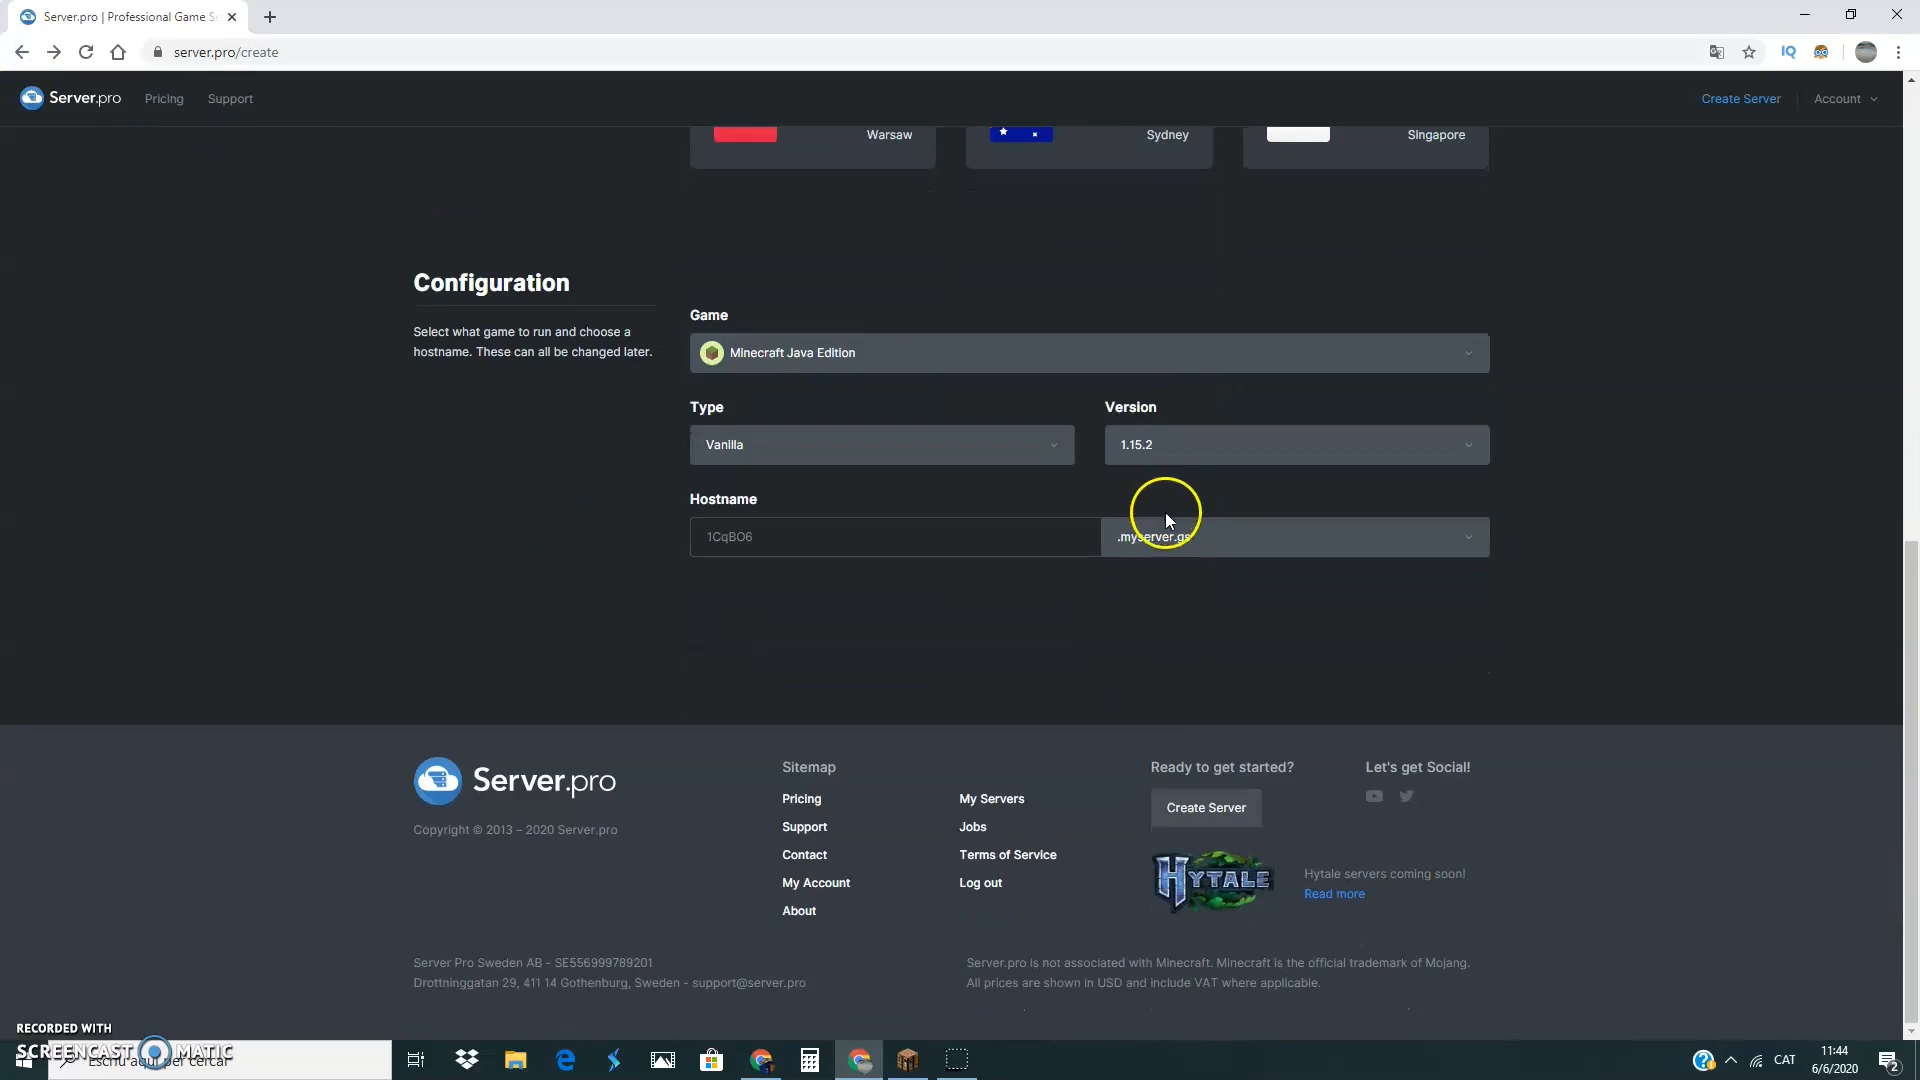 Server.pro | Professional Game S
server.pro/create
IQ
Server.pro
Pricing
Support
Create Server
Account
Warsaw
Sydney
Singapore
Configuration
Select what game to run and choose a
hostname. These can all be changed later.
Game
Minecraft Java Edition
Type
Version
Vanilla
1.15.2
Hostname
1CqBO6
.myserver.gs
Server.pro
Copyright © 2013 – 2020 Server.pro
Sitemap
Pricing
Support
Contact
My Account
About
My Servers
Jobs
Terms of Service
Log out
Ready to get started?
Create Server
HYTALE
Let's get Social!
Hytale servers coming soon!
Read more
Server Pro Sweden AB - SE556999789201
Drottninggatan 29, 411 14 Gothenburg, Sweden - support@server.pro
Server.pro is not associated with Minecraft. Minecraft is the official trademark of Mojang.
All prices are shown in USD and include VAT where applicable.
RECORDED WITH
SCREENCAST MATIC
Escriu aquí per cercar
CAT
11:44
6/6/2020
2